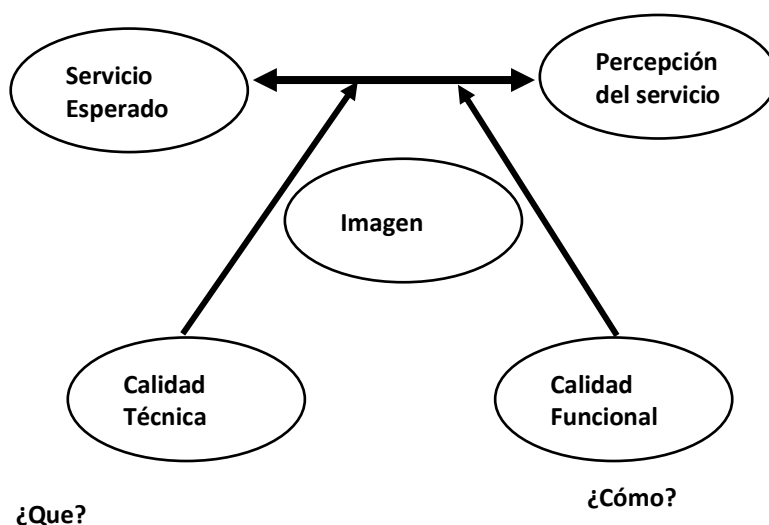 Servicio
Esperado
Percepción
del servicio
Imagen
Calidad
Técnica
Calidad
Funcional
¿Que?
¿Cómo?